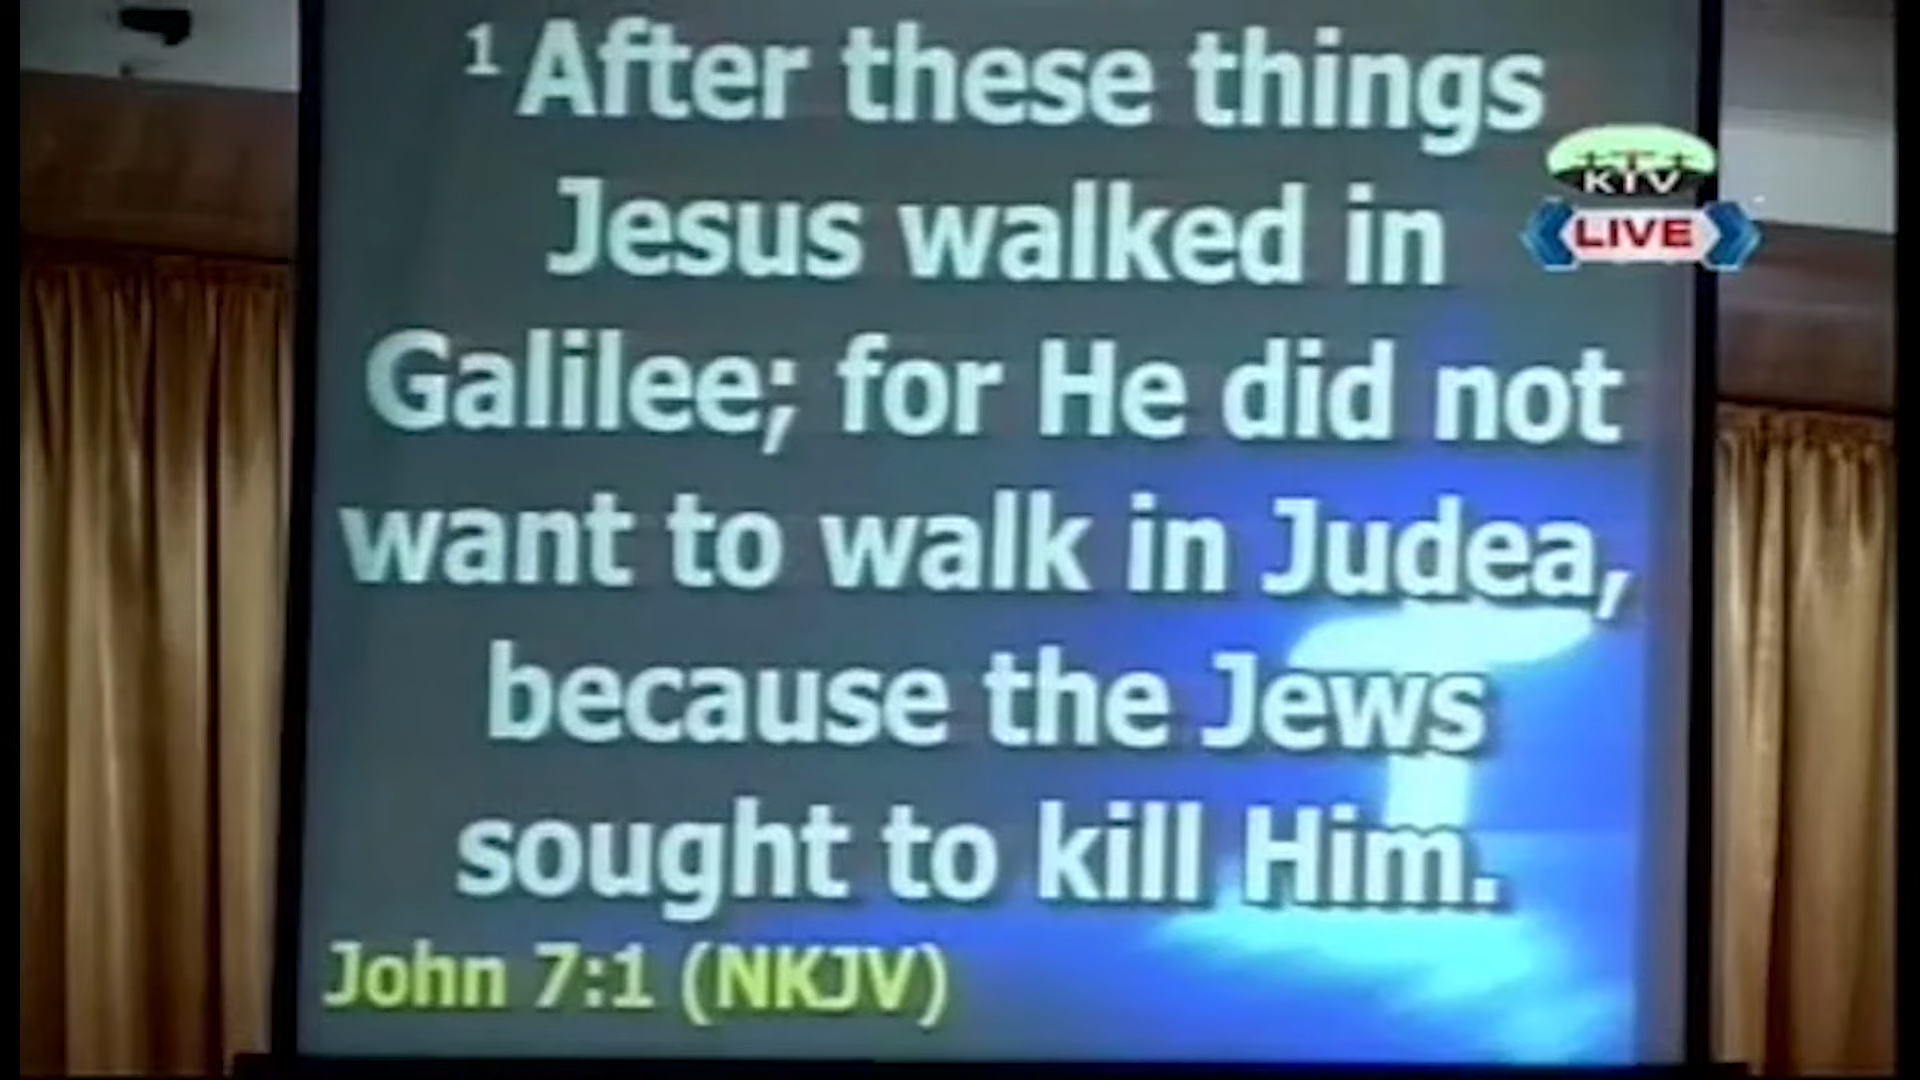 1 After these things
Jesus walked in
Galilee; for He did not
want to walk in Judea,
because the Jews
sought to kill Him.
John 7:1 (NKJV)
KTV
LIVE